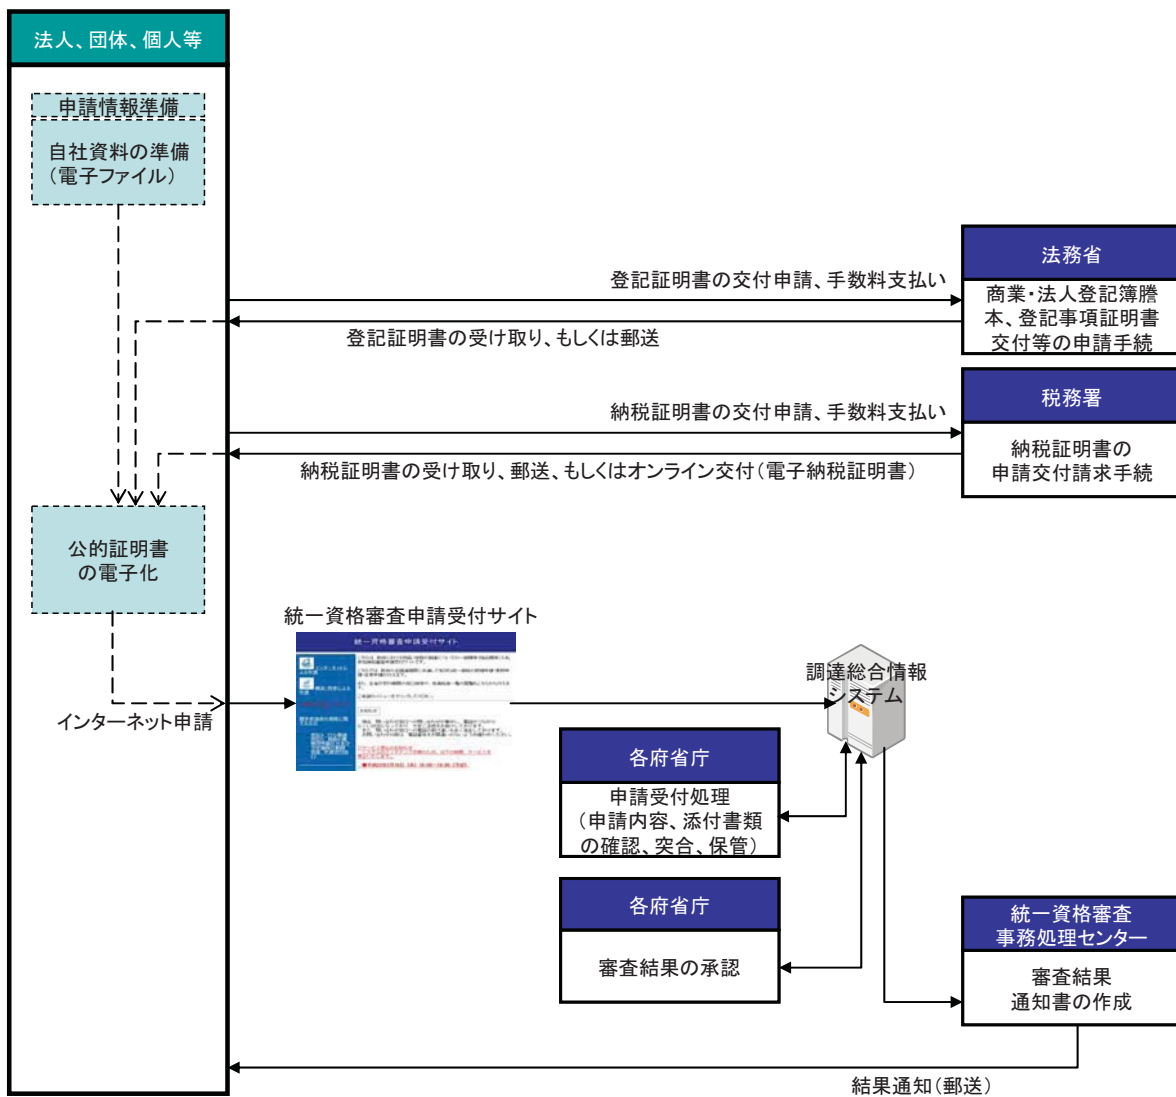 法人、団体、個人等
申請情報準備
自社資料の準備
（電子ファイル）
法務省
登記証明書の交付申請、手数料支払い
商業・法人登記簿謄
本、登記事項証明書
交付等の申請手続
登記証明書の受け取り、もしくは郵送
税務署
納税証明書の交付申請、手数料支払い
納税証明書の
申請交付請求手続
納税証明書の受け取り、郵送、もしくはオンライン交付（電子納税証明書）
公的証明書
の電子化
統一資格審査申請受付サイト
統一資格審査申請受付サイト
調達総合情報
システム
インターネット申請
各府省庁
申請受付処理
（申請内容、添付書類
の確認、突合、保管）
各府省庁
審査結果の承認
統一資格審査
事務処理センター
審査結果
通知書の作成
結果通知（郵送）